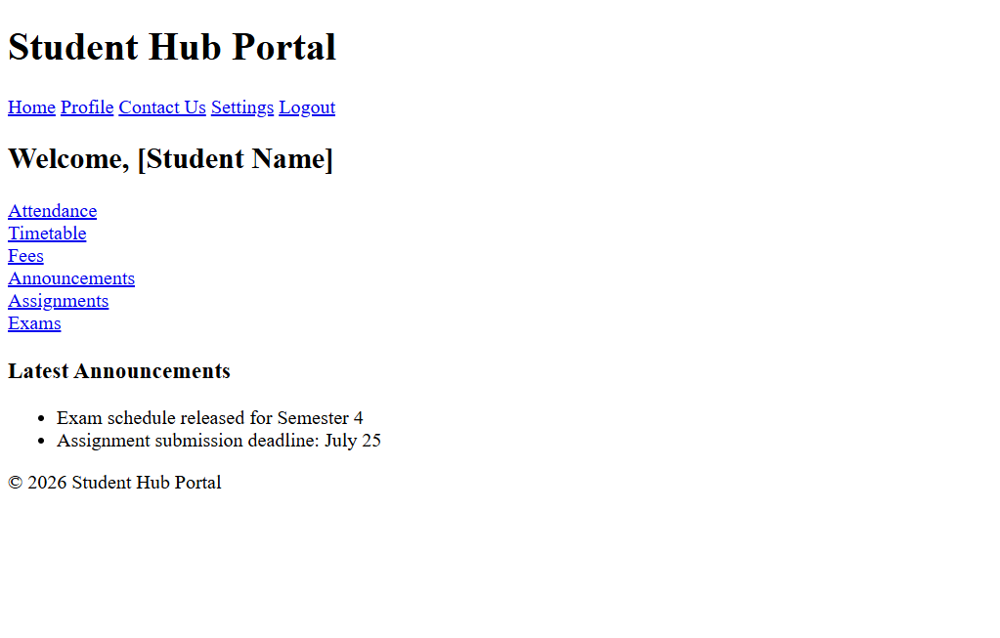 Student Hub Portal
Home Profile Contact Us Settings Logout
Welcome, [Student Name]
Attendance
Timetable
Fees
Announcements
Assignments
Exams
Latest Announcements
• Exam schedule released for Semester 4
• Assignment submission deadline: July 25
© 2026 Student Hub Portal